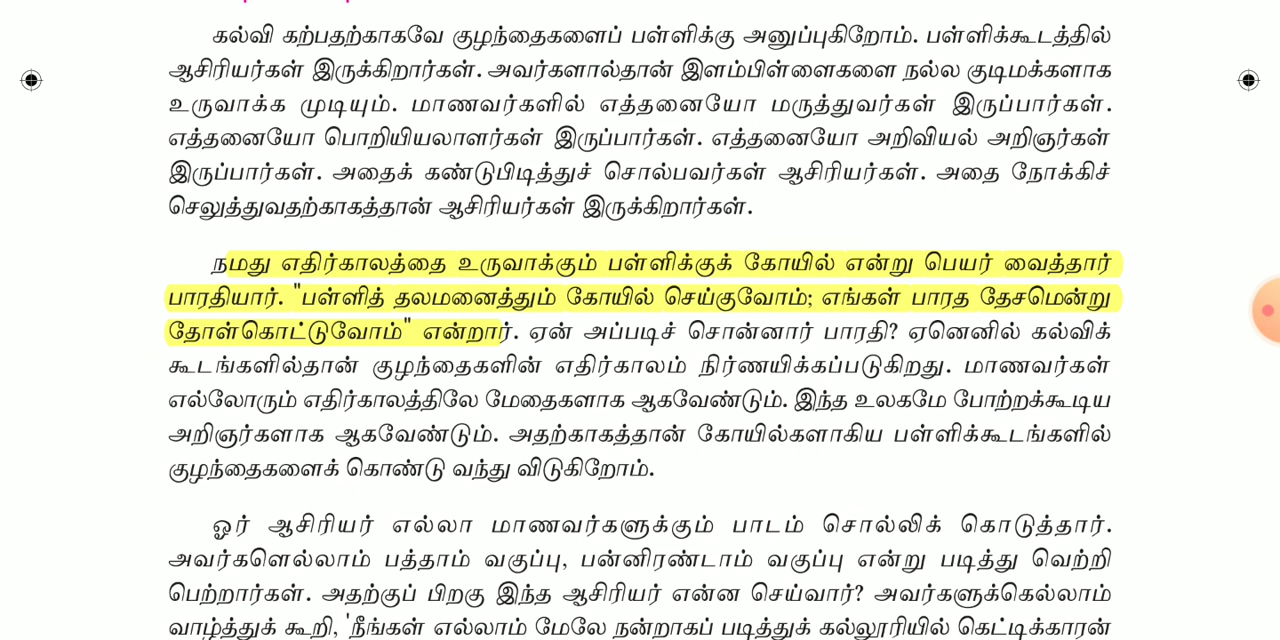 கல்வி கற்பதற்காகவே குழந்தைகளைப் பள்ளிக்கு அனுப்புகிறோம். பள்ளிக்கூடத்தில்
ஆசிரியர்கள் இருக்கிறார்கள். அவர்களால்தான் இளம்பிள்ளைகளை நல்ல குடிமக்களாக
உருவாக்க முடியும். மாணவர்களில் எத்தனையோ மருத்துவர்கள் இருப்பார்கள்.
எத்தனையோ பொறியியலாளர்கள் இருப்பார்கள். எத்தனையோ அறிவியல் அறிஞர்கள்
இருப்பார்கள். அதைக் கண்டுபிடித்துச் சொல்பவர்கள் ஆசிரியர்கள். அதை நோக்கிச்
செலுத்துவதற்காகத்தான் ஆசிரியர்கள் இருக்கிறார்கள்.
நமது எதிர்காலத்தை உருவாக்கும் பள்ளிக்குக் கோயில் என்று பெயர் வைத்தார்
பாரதியார். "பள்ளித் தலமனைத்தும் கோயில் செய்குவோம்; எங்கள் பாரத தேசமென்று
தோள்கொட்டுவோம்" என்றார். ஏன் அப்படிச் சொன்னார் பாரதி? ஏனெனில் கல்விக்
கூடங்களில்தான் குழந்தைகளின் எதிர்காலம் நிர்ணயிக்கப்படுகிறது. மாணவர்கள்
எல்லோரும் எதிர்காலத்திலே மேதைகளாக ஆகவேண்டும். இந்த உலகமே போற்றக்கூடிய
அறிஞர்களாக ஆகவேண்டும். அதற்காகத்தான் கோயில்களாகிய பள்ளிக்கூடங்களில்
குழந்தைகளைக் கொண்டு வந்து விடுகிறோம்.
ஓர் ஆசிரியர் எல்லா மாணவர்களுக்கும் பாடம் சொல்லிக் கொடுத்தார்.
அவர்களெல்லாம் பத்தாம் வகுப்பு, பன்னிரண்டாம் வகுப்பு என்று படித்து வெற்றி
பெற்றார்கள். அதற்குப் பிறகு இந்த ஆசிரியர் என்ன செய்வார்? அவர்களுக்கெல்லாம்
வாழ்த்துக் கூறி, 'நீங்கள் எல்லாம் மேலே நன்றாகப் படித்துக் கல்லூரியில் கெட்டிக்காரன்